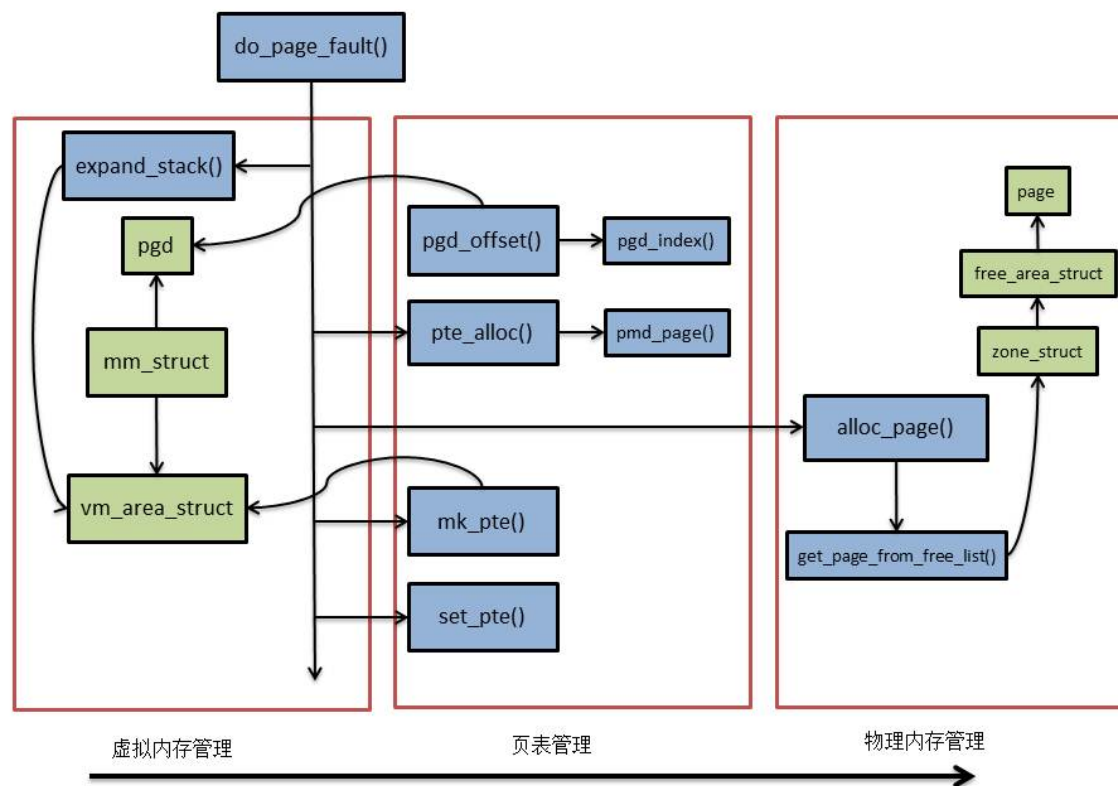 do_page_fault()
expand_stack()
pgd
mm_struct
vm_area_struct
pgd_offset()
pgd_index()
pte_alloc()
pmd_page()
mk_pte()
set_pte()
page
free_area_struct
zone_struct
alloc_page()
get_page_from_free_list()
虚拟内存管理
页表管理
物理内存管理